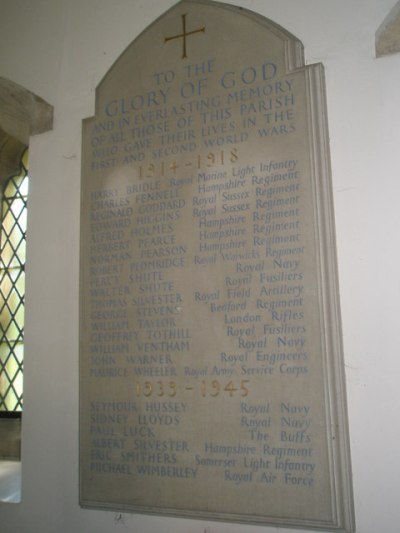 TO THE
GLORY OF GOD
AND IN EVERLASTING MEMORY
OF ALL THOSE OF THIS PARISH
WHO GAVE THEIR LIVES IN THE
FIRST AND SECOND WORLD WARS
1914-1918
HARRY BRIDLE Royal Marine Light Infantry
CHARLES FENNELL Hampshire Regiment
REGINALD GODDARD Royal Sussex Regiment
EDWARD HIGGINS Royal Sussex Regiment
ALFRED HOLMES Hampshire Regiment
HERBERT PEARCE Hampshire Regiment
NORMAN PEARSON Hampshire Regiment
ROBERT PLOMRIDGE Royal Warwicks Regiment
PERCY SHUTE Royal Navy
WALTER SHUTE Royal Fusiliers
THOMAS SILVESTER Royal Field Artillery
GEORGE STEVENS Bedford Regiment
WILLIAM TAYLOR London Rifles
GEOFFREY TOTHILL Royal Fusiliers
WILLIAM VENTHAM Royal Navy
JOHN WARNER Royal Engineers
MAURICE WHEELER Royal Army Service Corps
1939-1945
SEYMOUR HUSSEY Royal Navy
SIDNEY LLOYDS Royal Navy
PAUL LUCK The Buffs
ALBERT SILVESTER Hampshire Regiment
ERIC SMITHERS Somerset Light Infantry
MICHAEL WIMBERLEY Royal Air Force